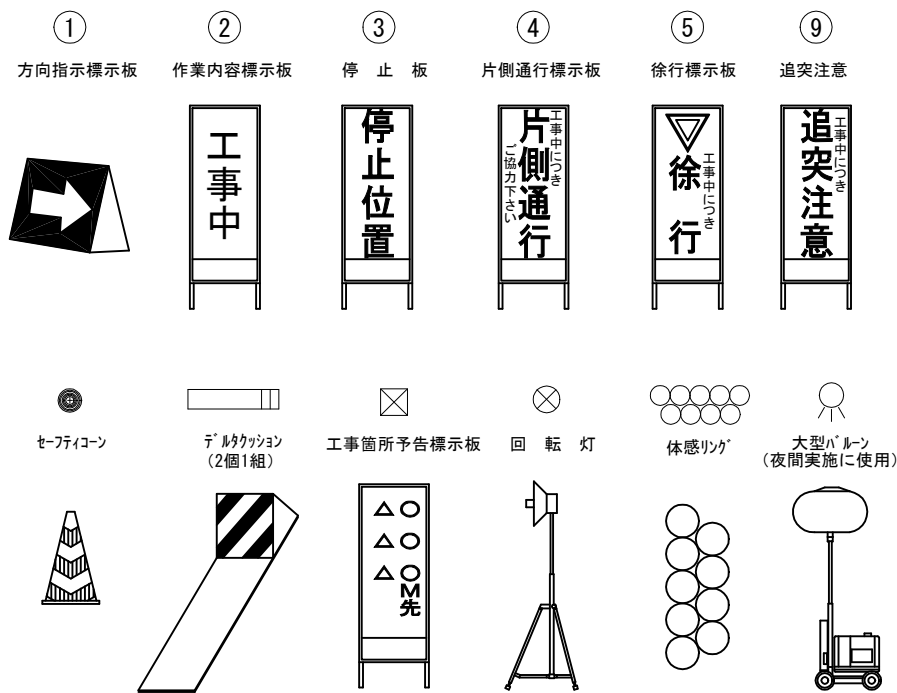 ① ② ③ ④ ⑤ ⑨
方向指示標示板 作業内容標示板 停 止 板 片側通行標示板 徐行標示板 追突注意
工事中
停止位置
工事中につき
片側通行
ご協力下さい
工事中につき
徐行
工事中につき
追突注意
ｾｰﾌﾃｨｺｰﾝ ﾃﾞﾙﾀｸｯｼｮﾝ 工事箇所予告標示板 回 転 灯 体感ﾘﾝｸﾞ 大型ﾊﾞﾙｰﾝ
(2個1組) (夜間実施に使用)
○○○M先
△△△